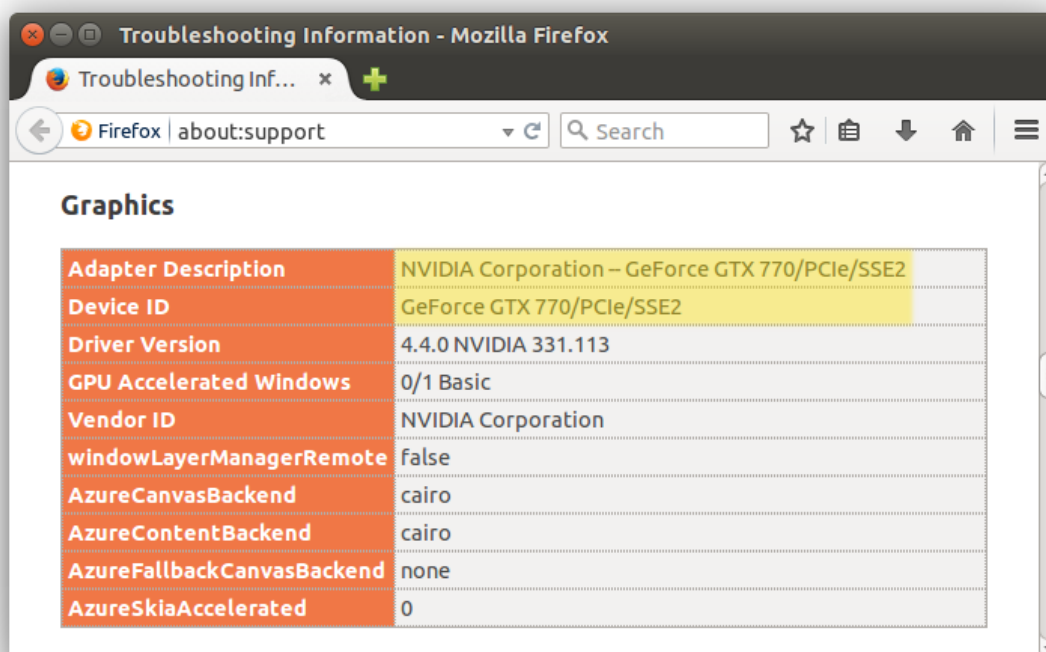 Troubleshooting Information - Mozilla Firefox
Troubleshooting Inf...
Firefox about:support
Search
Graphics
Adapter Description NVIDIA Corporation – GeForce GTX 770/PCIe/SSE2
Device ID GeForce GTX 770/PCIe/SSE2
Driver Version 4.4.0 NVIDIA 331.113
GPU Accelerated Windows 0/1 Basic
Vendor ID NVIDIA Corporation
windowLayerManagerRemote false
AzureCanvasBackend cairo
AzureContentBackend cairo
AzureFallbackCanvasBackend none
AzureSkiaAccelerated 0